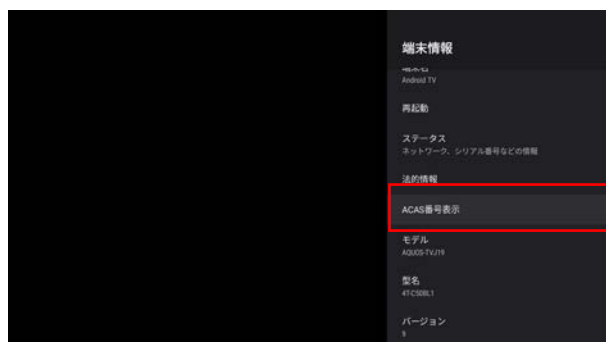 端末情報
端末名
Android TV
再起動
ステータス
ネットワーク、シリアル番号などの情報
法的情報
ACAS番号表示
モデル
AQUOS-TVJ19
型名
4T-C50BL1
バージョン
9